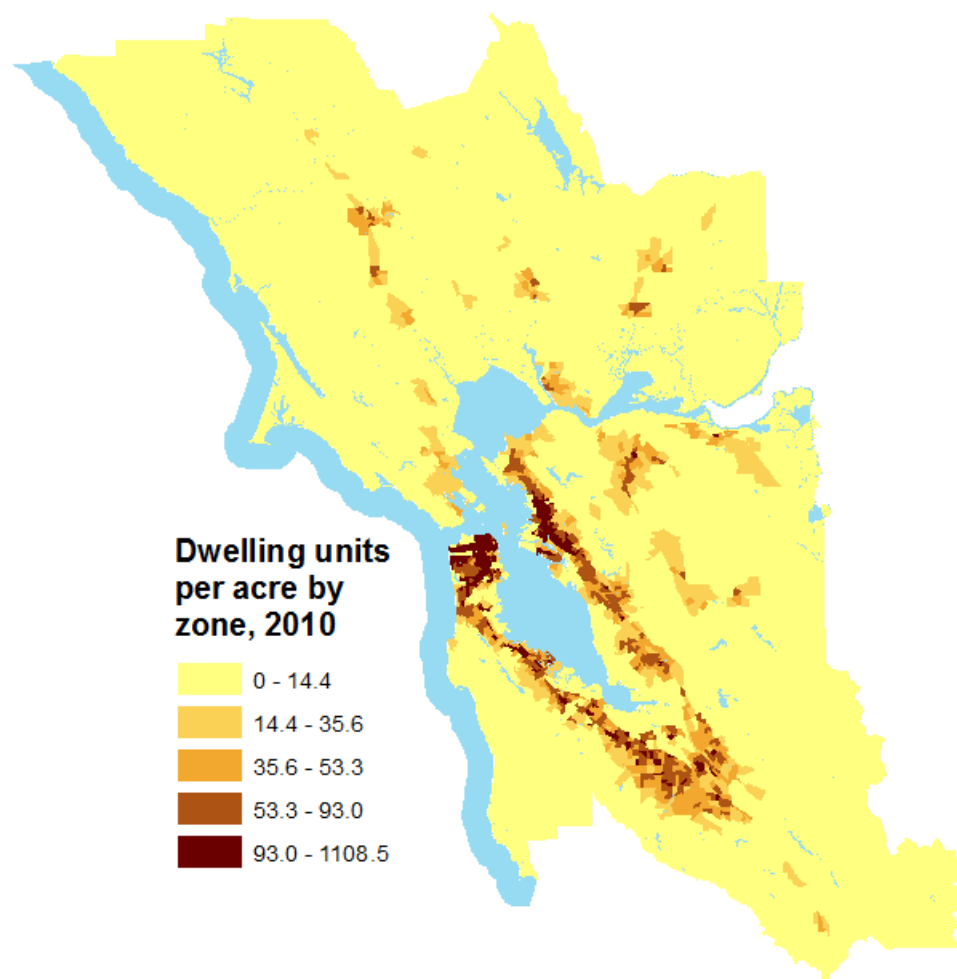 Dwelling units
per acre by
zone, 2010
0 - 14.4
14.4 - 35.6
35.6 - 53.3
53.3 - 93.0
93.0 - 1108.5